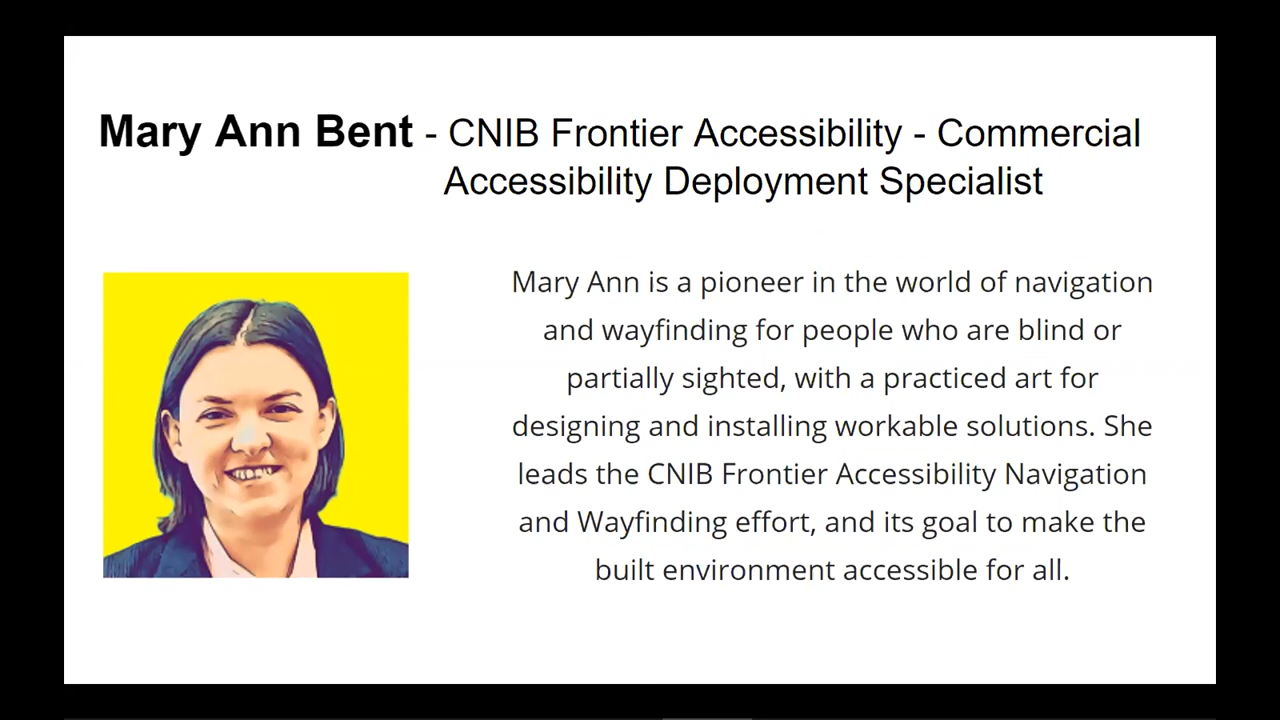 Mary Ann Bent - CNIB Frontier Accessibility - Commercial
Accessibility Deployment Specialist
Mary Ann is a pioneer in the world of navigation
and wayfinding for people who are blind or
partially sighted, with a practiced art for
designing and installing workable solutions. She
leads the CNIB Frontier Accessibility Navigation
and Wayfinding effort, and its goal to make the
built environment accessible for all.